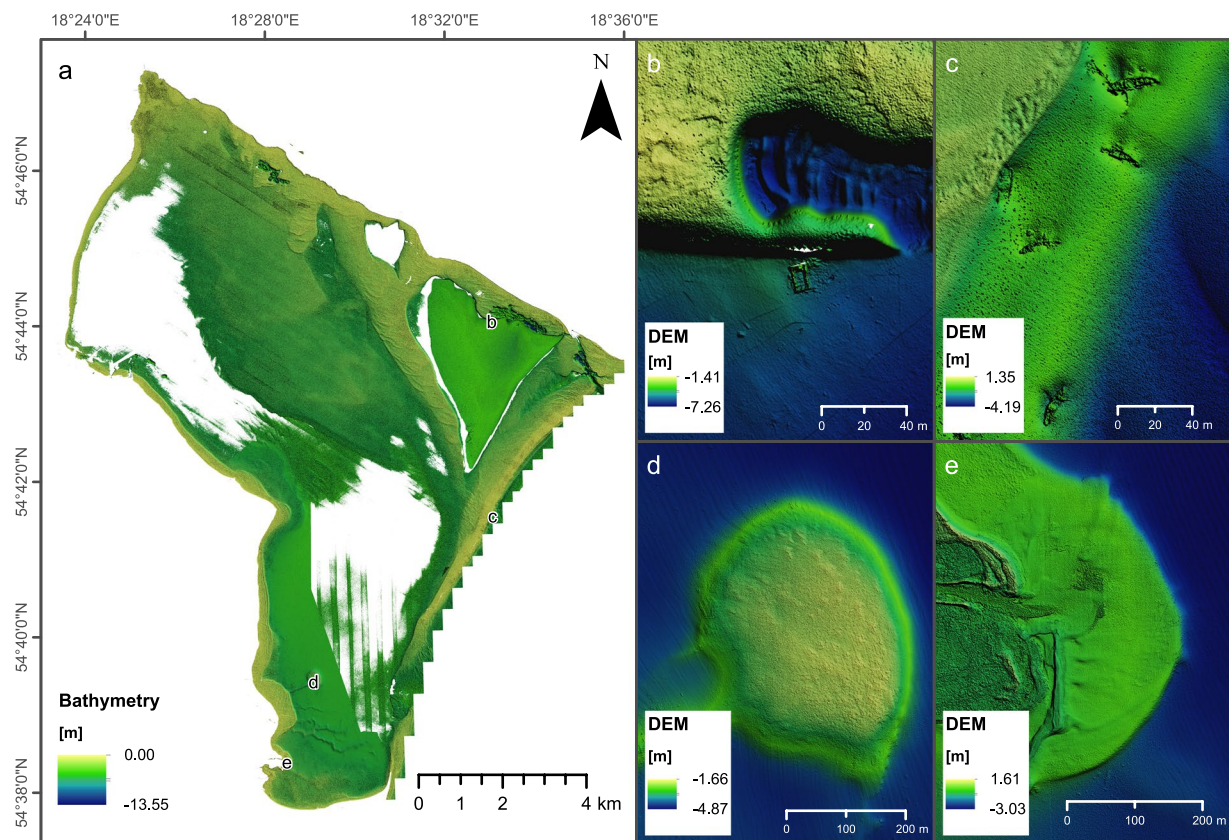 18°24'0"E 18°28'0"E 18°32'0"E 18°36'0"E
a
N
54°46'0"N
54°44'0"N
54°42'0"N
54°40'0"N
54°38'0"N
b
c
d
e
Bathymetry
[m]
0.00
-13.55
0 1 2 3 4 km
b
DEM
[m]
-1.41
-7.26
0 20 40 m
c
DEM
[m]
1.35
-4.19
0 20 40 m
d
DEM
[m]
-1.66
-4.87
0 100 200 m
e
DEM
[m]
1.61
-3.03
0 100 200 m